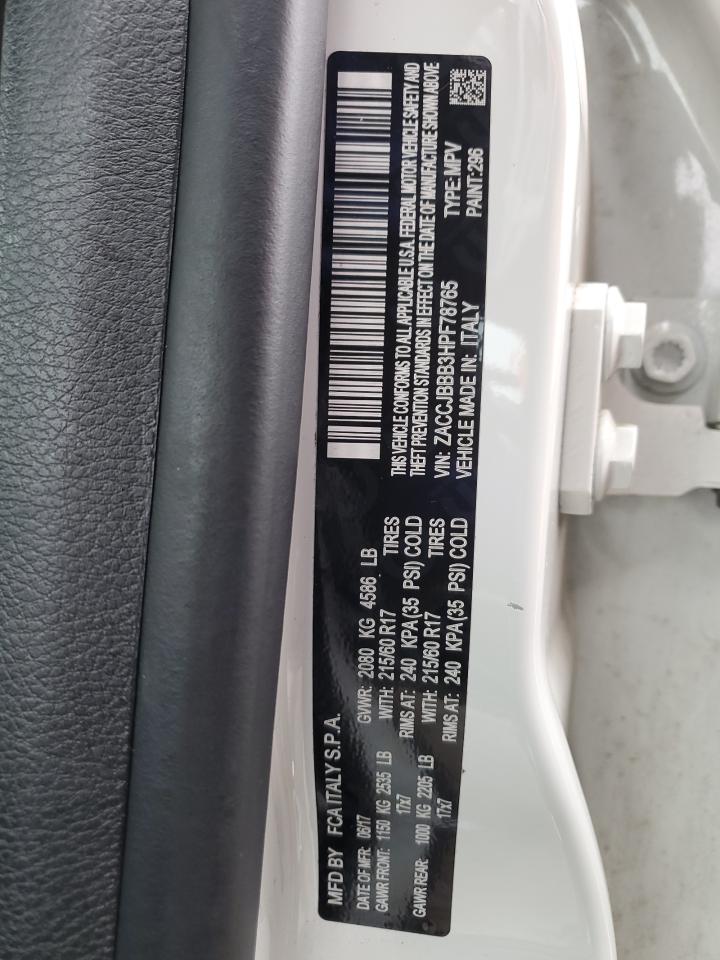 MFD BY FCA ITALY S.P.A.
DATE OF MFR: 06/17 GVWR: 2080 KG 4586 LB
GAWR FRONT: 1150 KG 2535 LB WITH: 215/60 R17 TIRES
17x7 RIMS AT: 240 KPA(35 PSI) COLD
GAWR REAR: 1000 KG 2205 LB WITH: 215/60 R17 TIRES
17x7 RIMS AT: 240 KPA(35 PSI) COLD
THIS VEHICLE CONFORMS TO ALL APPLICABLE U.S.A. FEDERAL MOTOR VEHICLE SAFETY AND
THEFT PREVENTION STANDARDS IN EFFECT ON THE DATE OF MANUFACTURE SHOWN ABOVE
VIN: ZACCJBBB3HPF78765 TYPE:MPV
VEHICLE MADE IN: ITALY PAINT:296